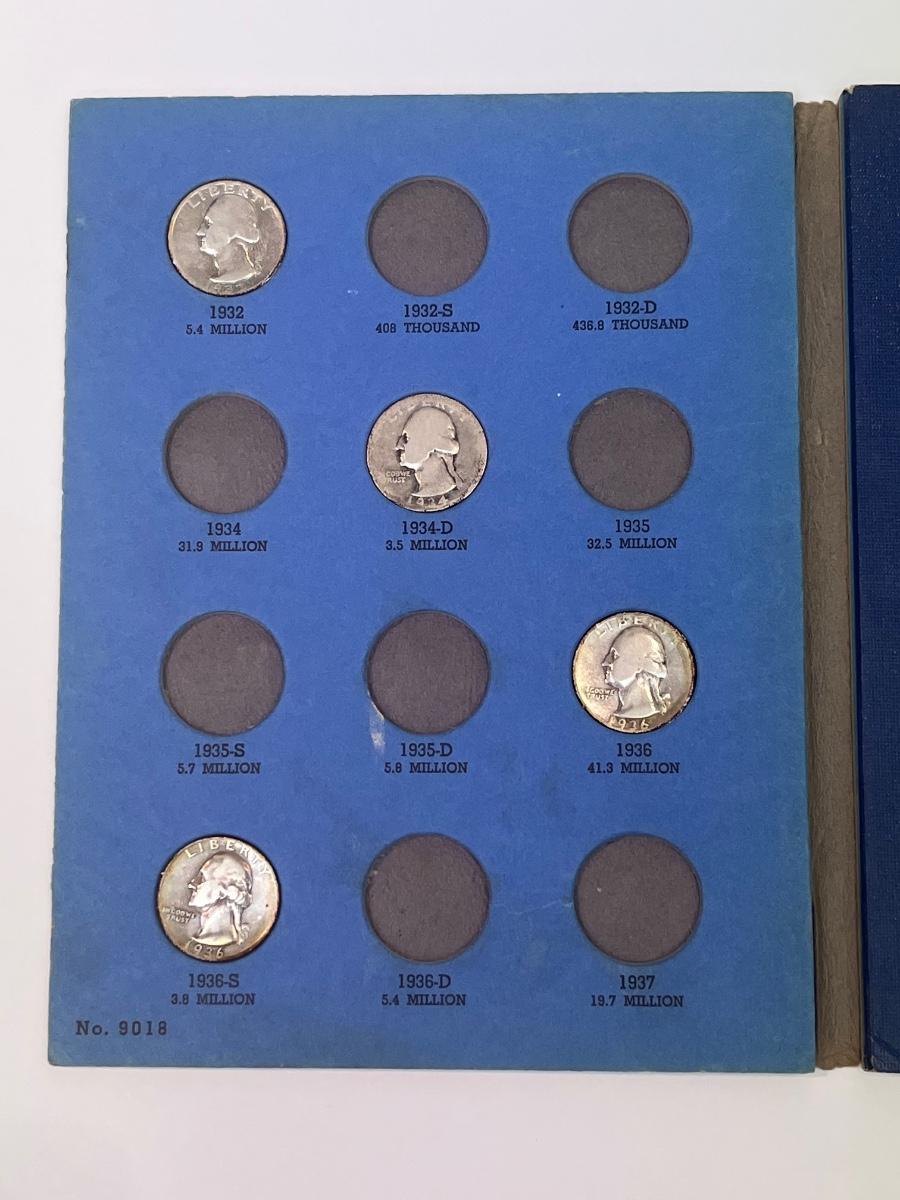 LIBERTY
1932
1932
5.4 MILLION
1932-S
408 THOUSAND
1932-D
436.8 THOUSAND
1934
31.9 MILLION
LIBERTY
IN GOD WE
TRUST
1934
1934-D
3.5 MILLION
1935
32.5 MILLION
1935-S
5.7 MILLION
1935-D
5.8 MILLION
LIBERTY
IN GOD WE
TRUST
1936
1936
41.3 MILLION
LIBERTY
IN GOD WE
TRUST
1936
1936-S
3.8 MILLION
1936-D
5.4 MILLION
1937
19.7 MILLION
No. 9018